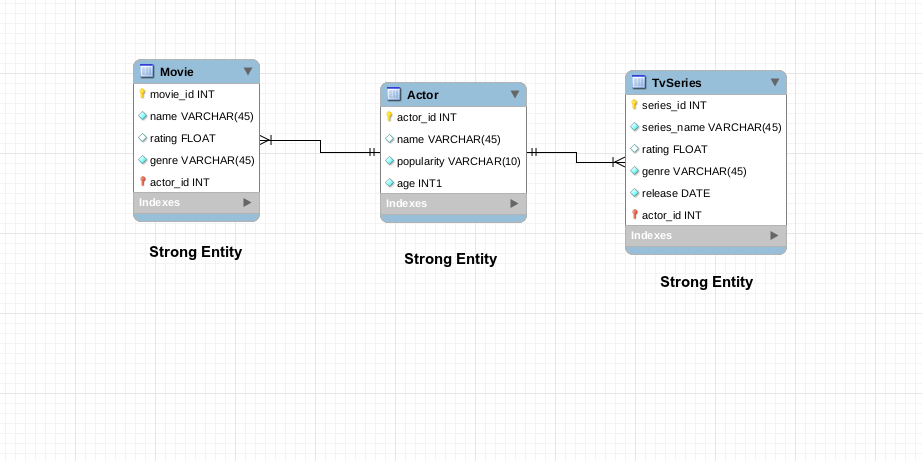 Movie
movie_id INT
name VARCHAR(45)
rating FLOAT
genre VARCHAR(45)
actor_id INT
Indexes
Strong Entity
Actor
actor_id INT
name VARCHAR(45)
popularity VARCHAR(10)
age INT1
Indexes
Strong Entity
TvSeries
series_id INT
series_name VARCHAR(45)
rating FLOAT
genre VARCHAR(45)
release DATE
actor_id INT
Indexes
Strong Entity